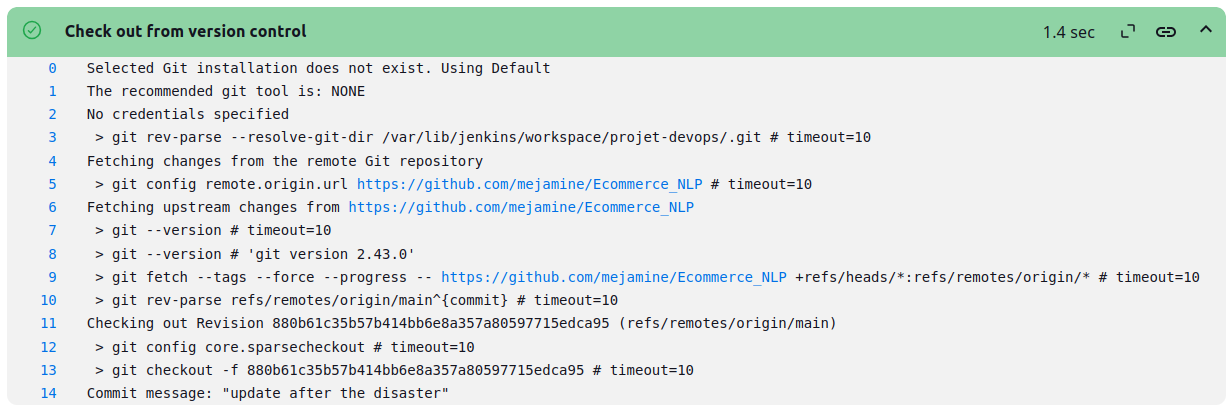 Check out from version control 1.4 sec
0 Selected Git installation does not exist. Using Default
1 The recommended git tool is: NONE
2 No credentials specified
3 > git rev-parse --resolve-git-dir /var/lib/jenkins/workspace/projet-devops/.git # timeout=10
4 Fetching changes from the remote Git repository
5 > git config remote.origin.url https://github.com/mejamine/Ecommerce_NLP # timeout=10
6 Fetching upstream changes from https://github.com/mejamine/Ecommerce_NLP
7 > git --version # timeout=10
8 > git --version # 'git version 2.43.0'
9 > git fetch --tags --force --progress -- https://github.com/mejamine/Ecommerce_NLP +refs/heads/*:refs/remotes/origin/* # timeout=10
10 > git rev-parse refs/remotes/origin/main^{commit} # timeout=10
11 Checking out Revision 880b61c35b57b414bb6e8a357a80597715edca95 (refs/remotes/origin/main)
12 > git config core.sparsecheckout # timeout=10
13 > git checkout -f 880b61c35b57b414bb6e8a357a80597715edca95 # timeout=10
14 Commit message: "update after the disaster"